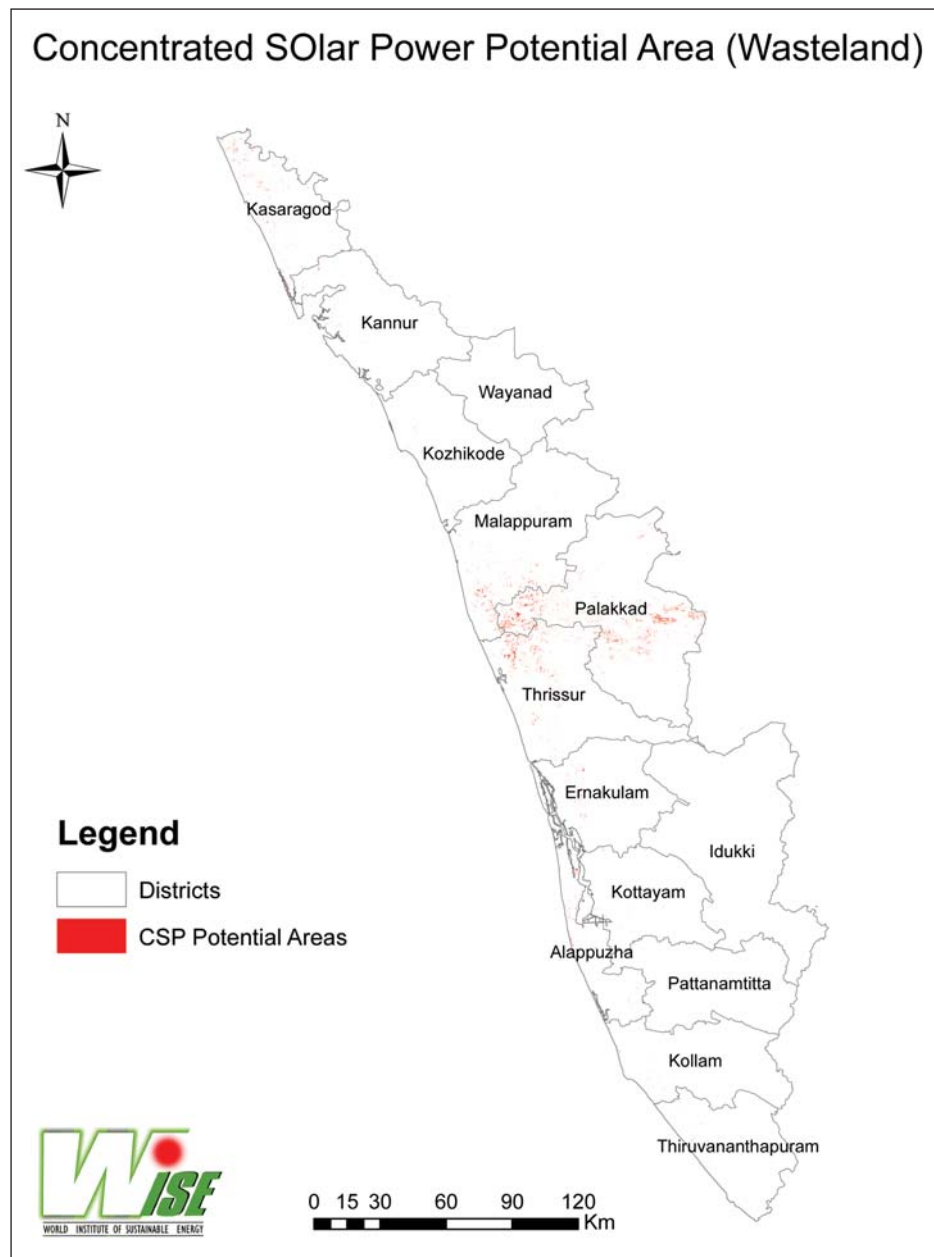 Concentrated SOlar Power Potential Area (Wasteland)
N
Kasaragod
Kannur
Wayanad
Kozhikode
Malappuram
Palakkad
Thrissur
Ernakulam
Idukki
Kottayam
Alappuzha
Pattanamtitta
Kollam
Thiruvananthapuram
Legend
Districts
CSP Potential Areas
WISE
WORLD INSTITUTE OF SUSTAINABLE ENERGY
0 15 30 60 90 120
Km